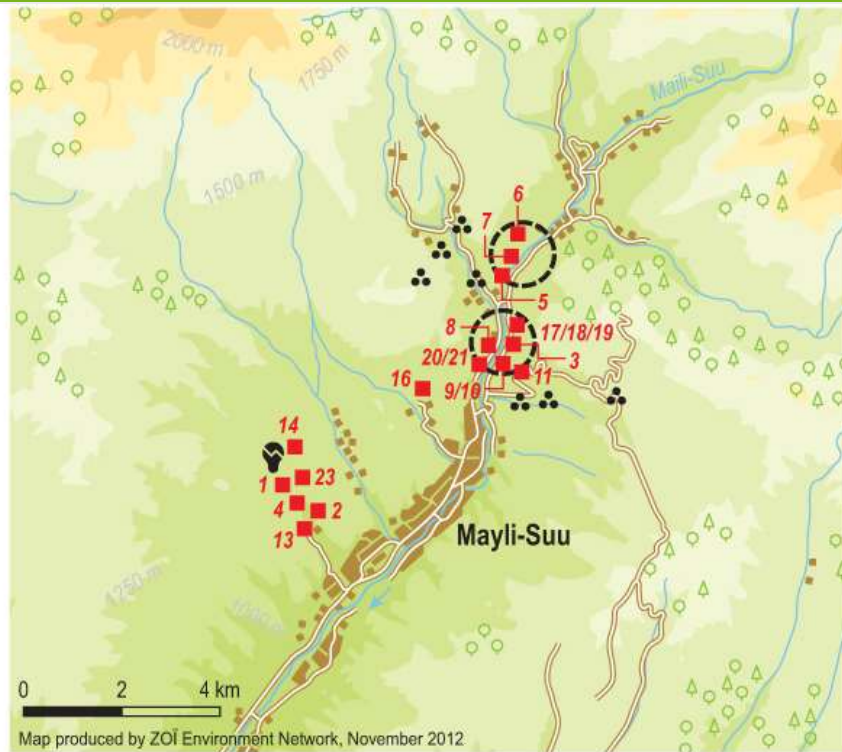 2000 m
1750 m
Maili-Suu
1500 m
6
7
5
8
17/18/19
20/21
3
16
9/10
11
14
23
1
4
2
13
Mayli-Suu
1250 m
1000 m
0 2 4 km
Map produced by ZOÏ Environment Network, November 2012